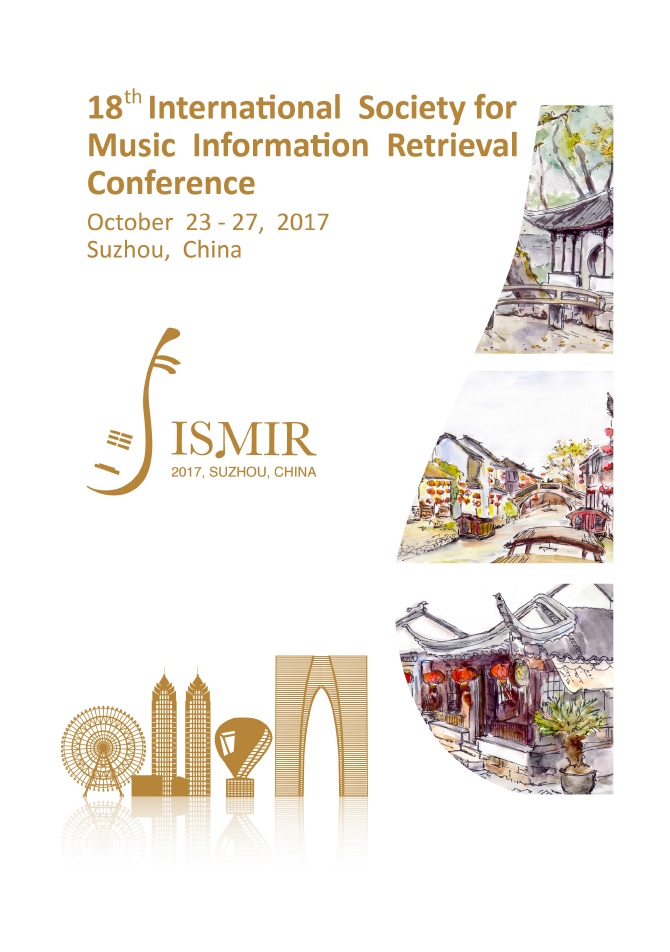 18th International Society for
Music Information Retrieval
Conference
October 23 - 27, 2017
Suzhou, China
ISMIR
2017, SUZHOU, CHINA